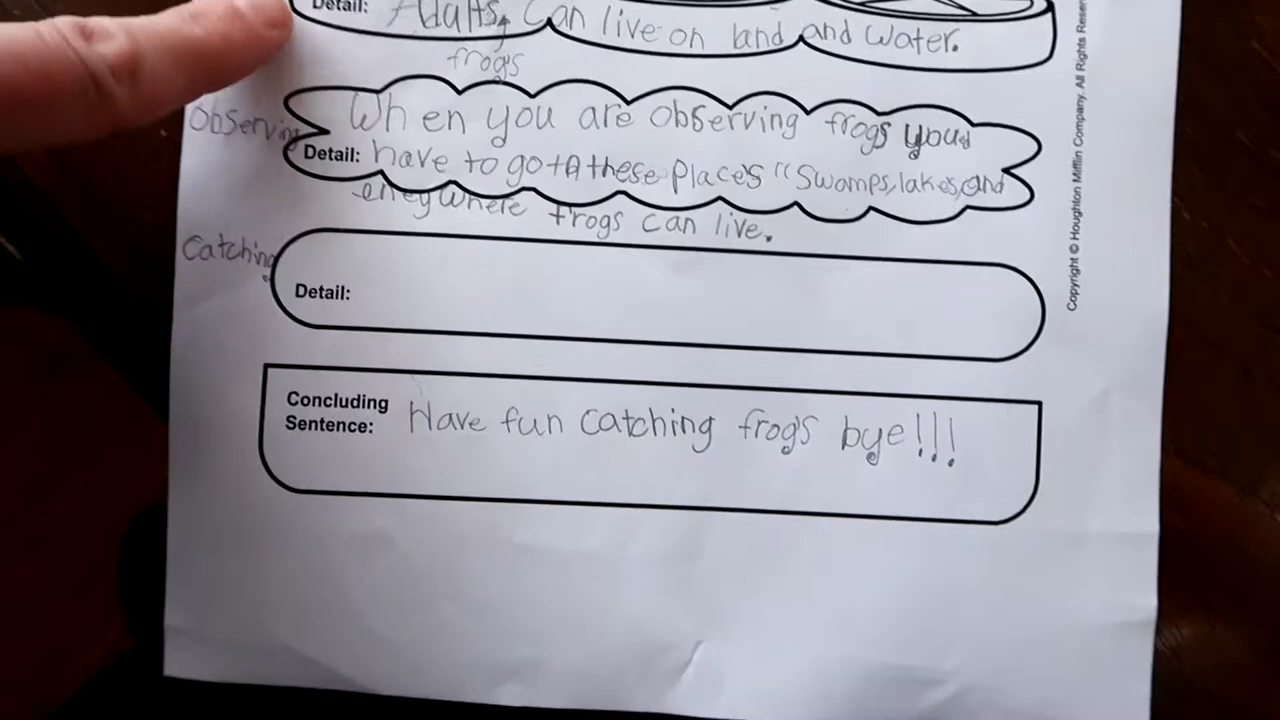 Detail: Adults, can live on land and water.
frogs
Observing When you are observing frogs you
Detail: have to go to these places "Swamps, lakes, and
eneywhere frogs can live.
Catching
Detail:
Concluding
Sentence: Have fun catching frogs bye!!!
Copyright © Houghton Mifflin Company. All Rights Reser